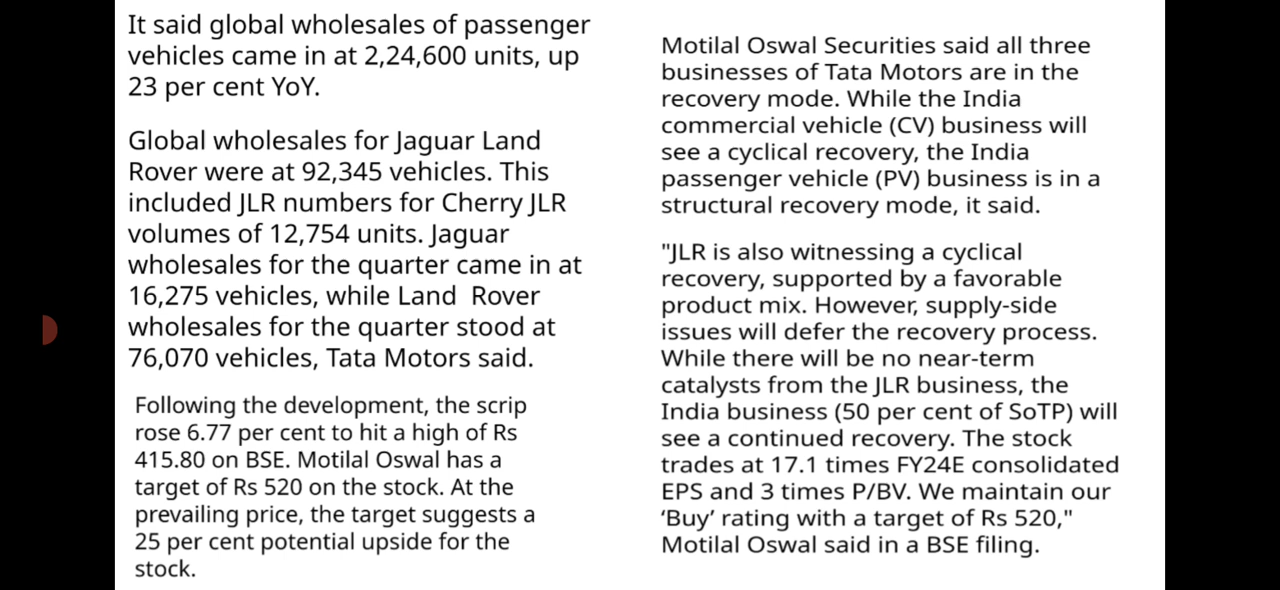 It said global wholesales of passenger
vehicles came in at 2,24,600 units, up
23 per cent YoY.
Global wholesales for Jaguar Land
Rover were at 92,345 vehicles. This
included JLR numbers for Cherry JLR
volumes of 12,754 units. Jaguar
wholesales for the quarter came in at
16,275 vehicles, while Land  Rover
wholesales for the quarter stood at
76,070 vehicles, Tata Motors said.
Following the development, the scrip
rose 6.77 per cent to hit a high of Rs
415.80 on BSE. Motilal Oswal has a
target of Rs 520 on the stock. At the
prevailing price, the target suggests a
25 per cent potential upside for the
stock.
Motilal Oswal Securities said all three
businesses of Tata Motors are in the
recovery mode. While the India
commercial vehicle (CV) business will
see a cyclical recovery, the India
passenger vehicle (PV) business is in a
structural recovery mode, it said.
"JLR is also witnessing a cyclical
recovery, supported by a favorable
product mix. However, supply-side
issues will defer the recovery process.
While there will be no near-term
catalysts from the JLR business, the
India business (50 per cent of SoTP) will
see a continued recovery. The stock
trades at 17.1 times FY24E consolidated
EPS and 3 times P/BV. We maintain our
‘Buy’ rating with a target of Rs 520,"
Motilal Oswal said in a BSE filing.